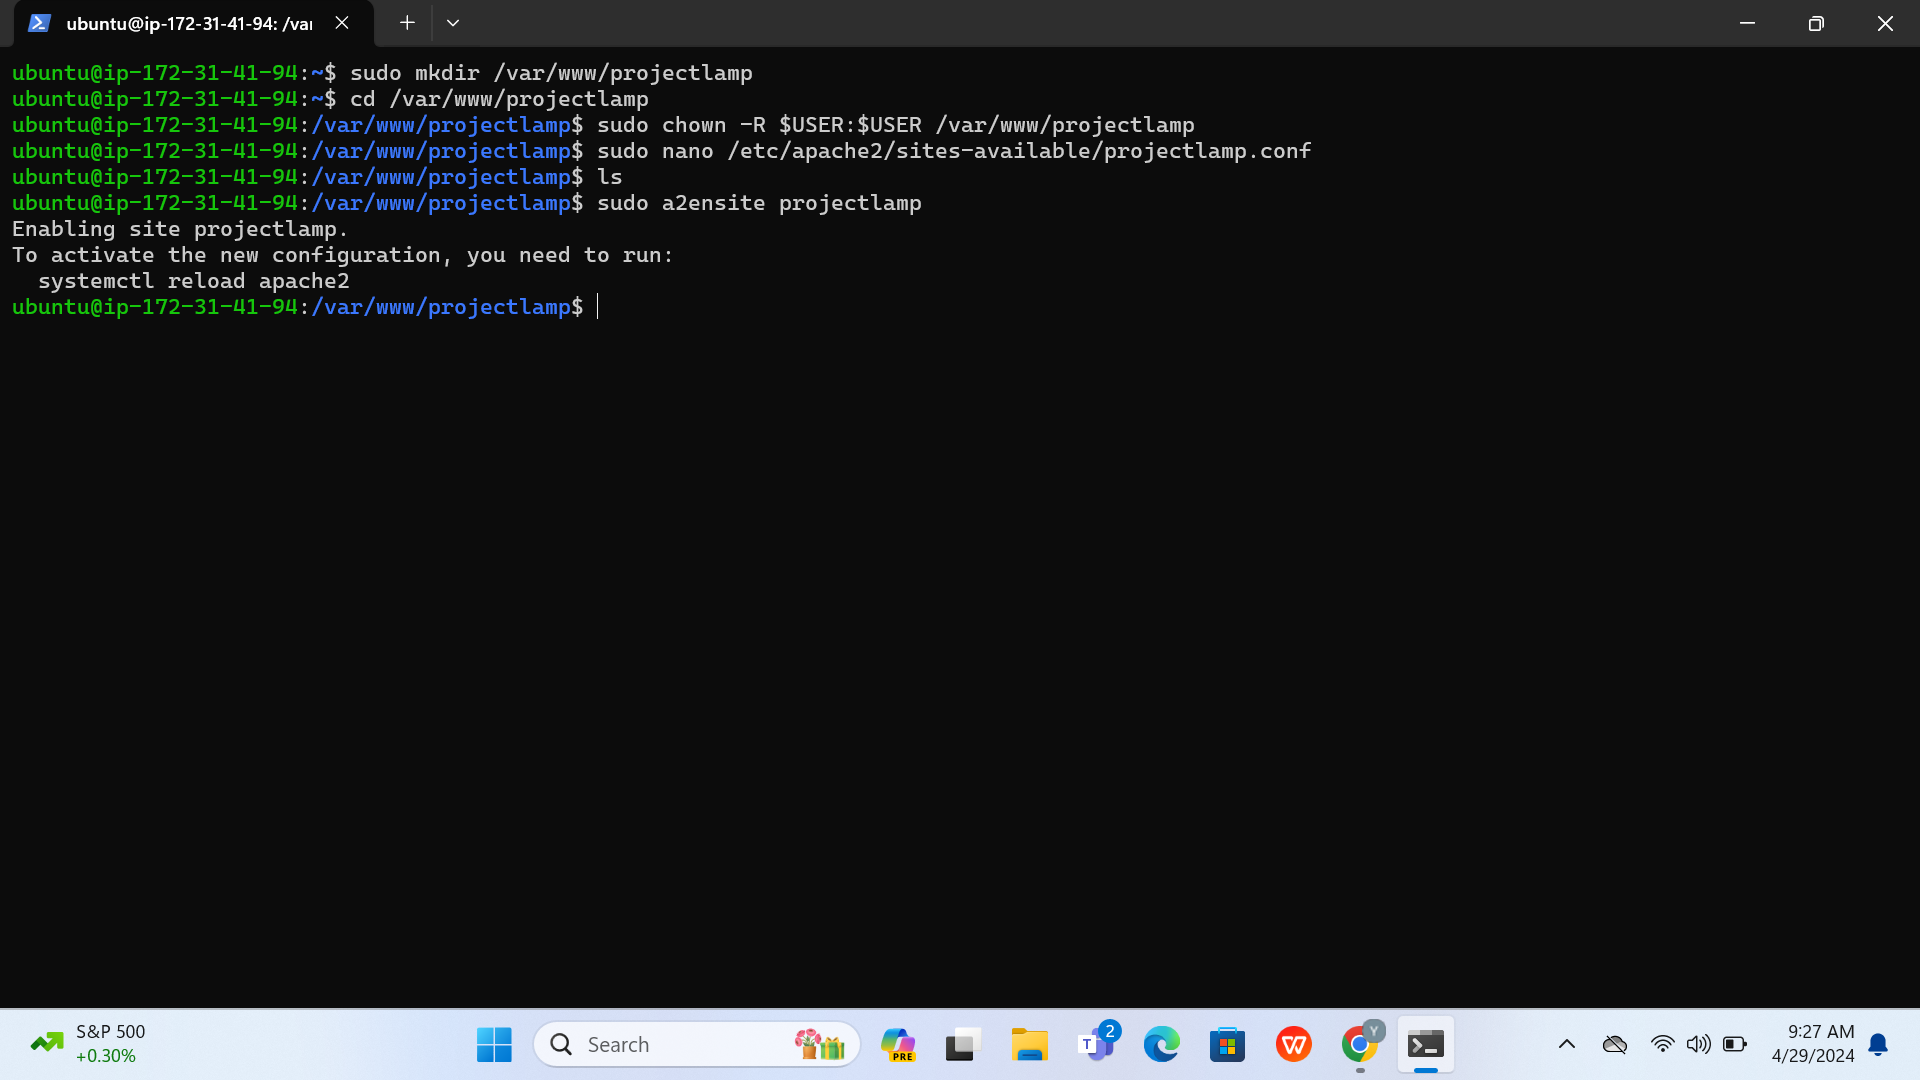 ubuntu@ip-172-31-41-94: /var
ubuntu@ip-172-31-41-94:~$ sudo mkdir /var/www/projectlamp
ubuntu@ip-172-31-41-94:~$ cd /var/www/projectlamp
ubuntu@ip-172-31-41-94:/var/www/projectlamp$ sudo chown -R $USER:$USER /var/www/projectlamp
ubuntu@ip-172-31-41-94:/var/www/projectlamp$ sudo nano /etc/apache2/sites-available/projectlamp.conf
ubuntu@ip-172-31-41-94:/var/www/projectlamp$ ls
ubuntu@ip-172-31-41-94:/var/www/projectlamp$ sudo a2ensite projectlamp
Enabling site projectlamp.
To activate the new configuration, you need to run:
  systemctl reload apache2
ubuntu@ip-172-31-41-94:/var/www/projectlamp$
S&P 500
+0.30%
Search
PRE
T
2
Y
9:27 AM
4/29/2024